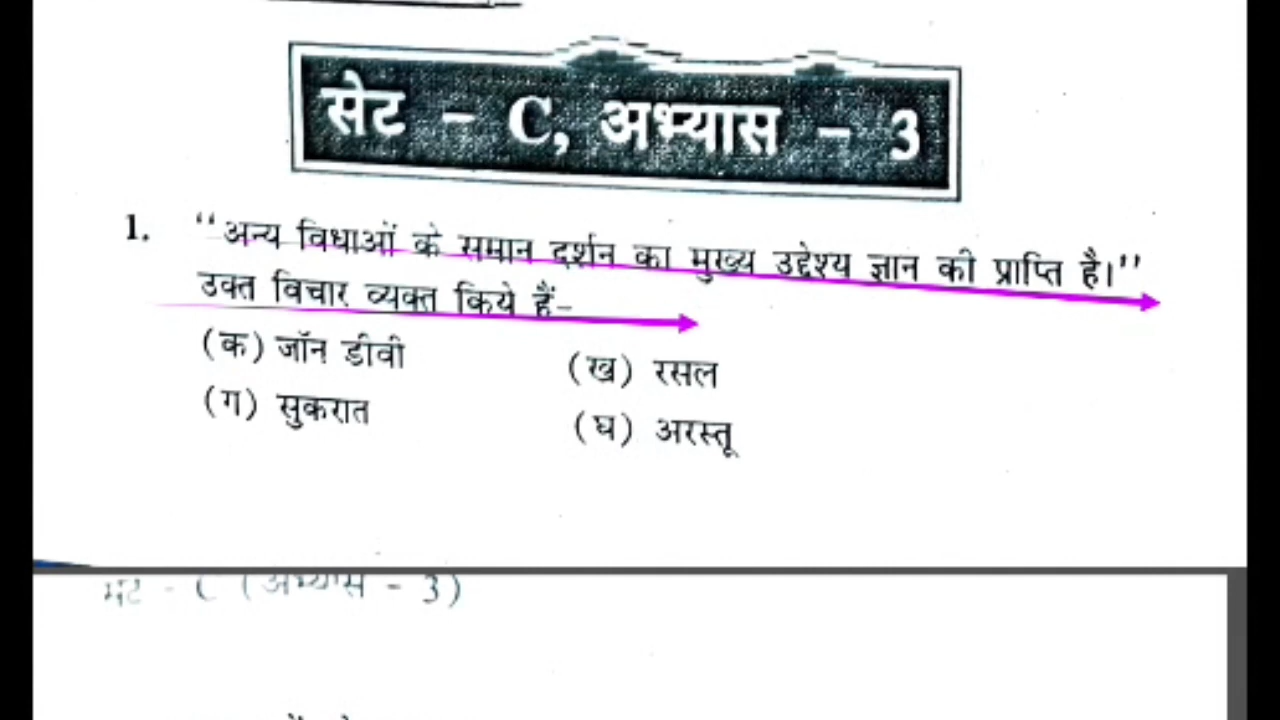 सेट - C, अभ्यास - 3
1. “अन्य विधाओं के समान दर्शन का मुख्य उद्देश्य ज्ञान की प्राप्ति है।”
उक्त विचार व्यक्त किये हैं-
(क) जॉन डीवी (ख) रसल
(ग) सुकरात (घ) अरस्तू
सेट - C (अभ्यास - 3)